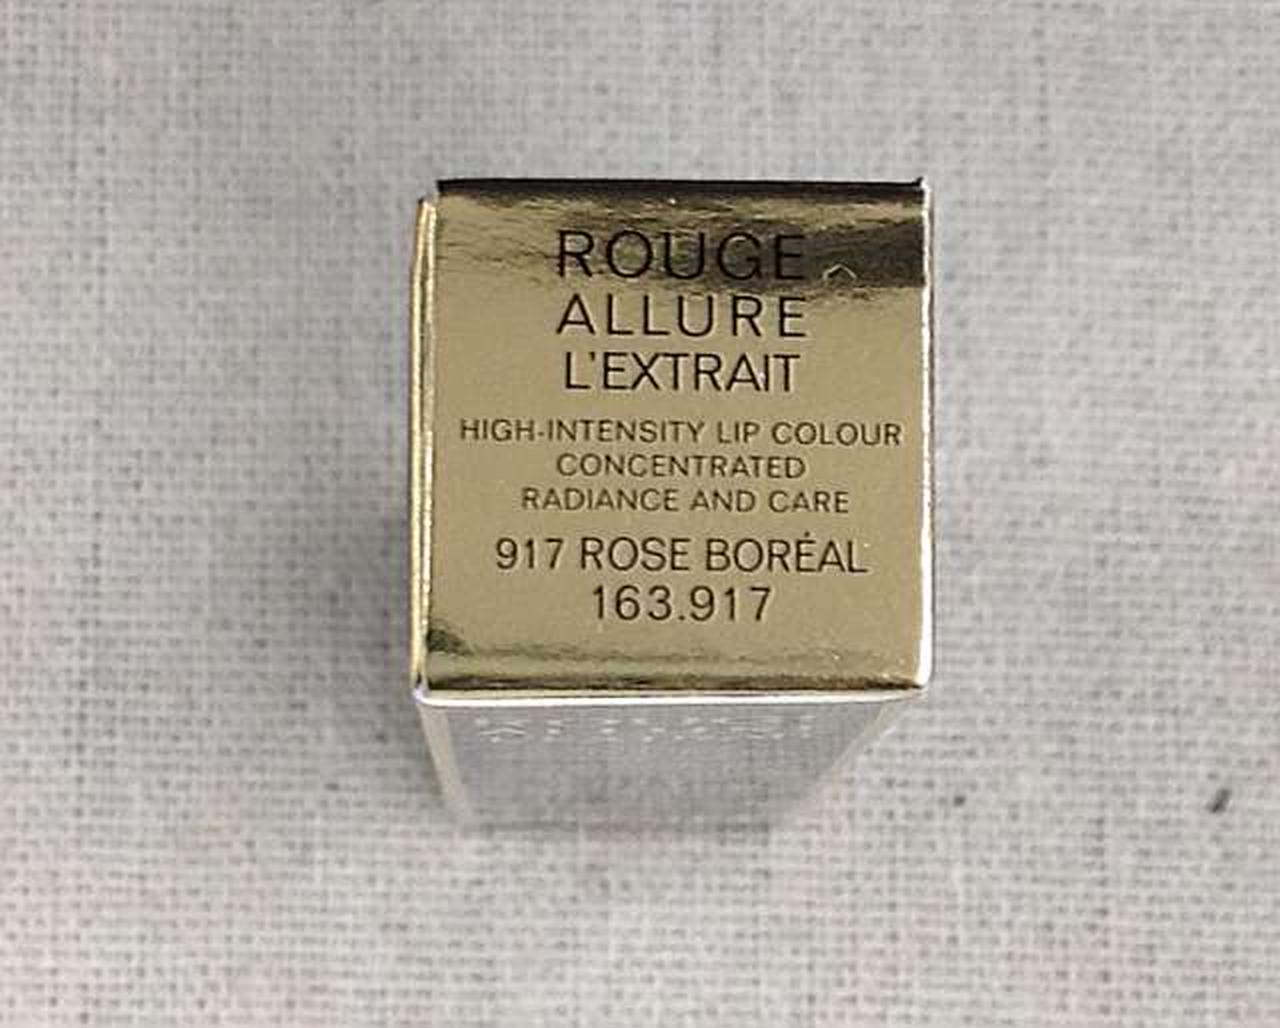 ROUGE
ALLURE
L'EXTRAIT
HIGH-INTENSITY LIP COLOUR
CONCENTRATED
RADIANCE AND CARE
917 ROSE BORÉAL
163.917